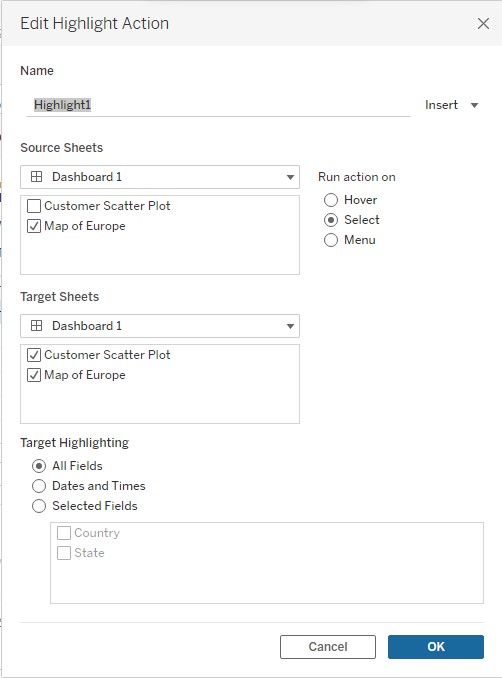 Edit Highlight Action
Name
Highlight1
Insert
Source Sheets
Dashboard 1
Run action on
Customer Scatter Plot
Map of Europe
Hover
Select
Menu
Target Sheets
Dashboard 1
Customer Scatter Plot
Map of Europe
Target Highlighting
All Fields
Dates and Times
Selected Fields
Country
State
Cancel
OK